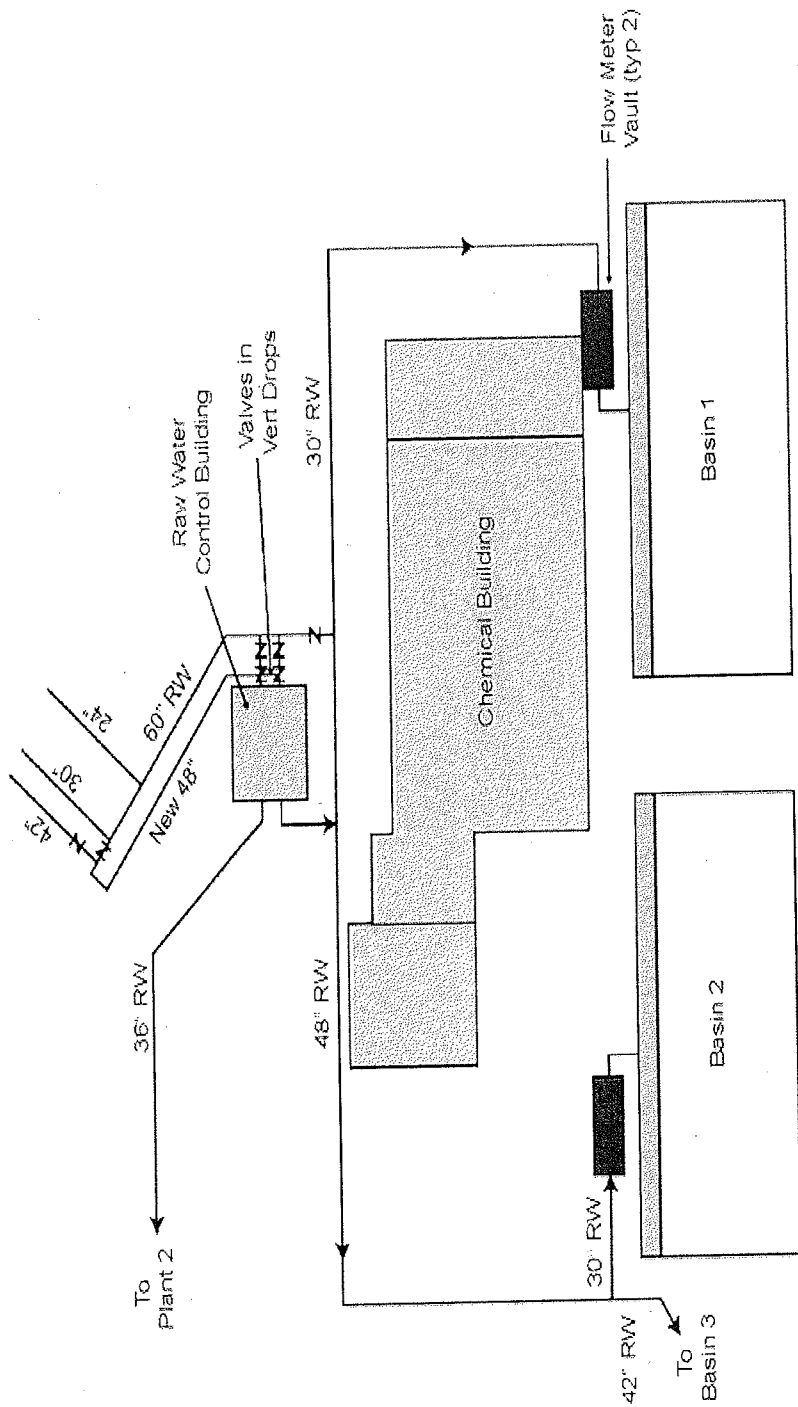 42"
30"
24"
60" RW
New 48"
Raw Water
Control Building
Valves in
Vert Drops
36" RW
To
Plant 2
48" RW
30" RW
Chemical Building
Flow Meter
Vault (typ 2)
30" RW
42" RW
To
Basin 3
Basin 2
Basin 1